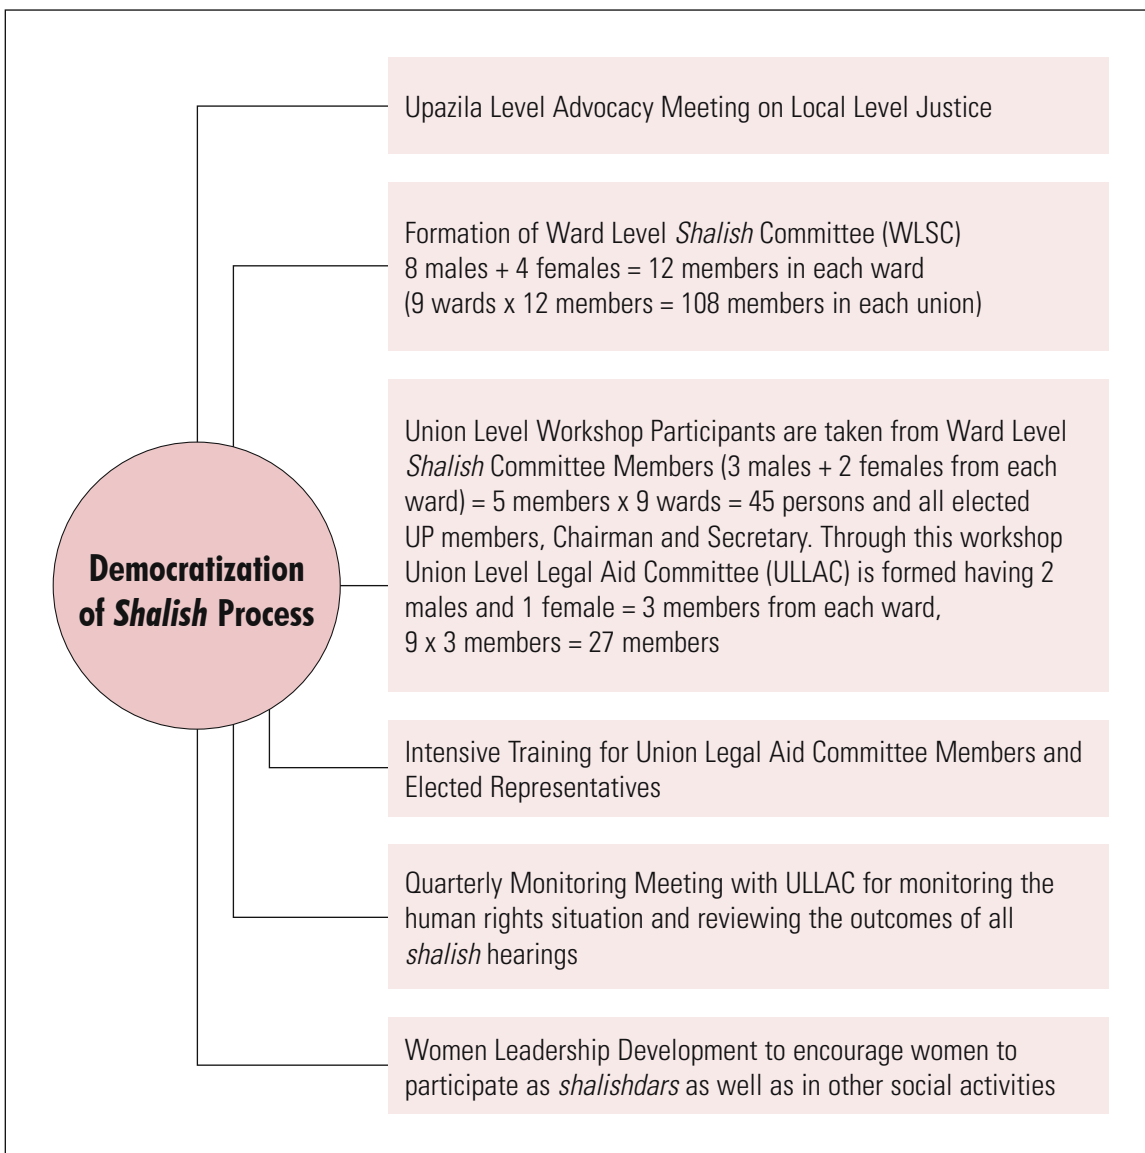 Upazila Level Advocacy Meeting on Local Level Justice
Formation of Ward Level Shalish Committee (WLSC)
8 males + 4 females = 12 members in each ward
(9 wards x 12 members = 108 members in each union)
Union Level Workshop Participants are taken from Ward Level
Shalish Committee Members (3 males + 2 females from each
ward) = 5 members x 9 wards = 45 persons and all elected
UP members, Chairman and Secretary. Through this workshop
Union Level Legal Aid Committee (ULLAC) is formed having 2
males and 1 female = 3 members from each ward,
9 x 3 members = 27 members
Democratization
of Shalish Process
Intensive Training for Union Legal Aid Committee Members and
Elected Representatives
Quarterly Monitoring Meeting with ULLAC for monitoring the
human rights situation and reviewing the outcomes of all
shalish hearings
Women Leadership Development to encourage women to
participate as shalishdars as well as in other social activities